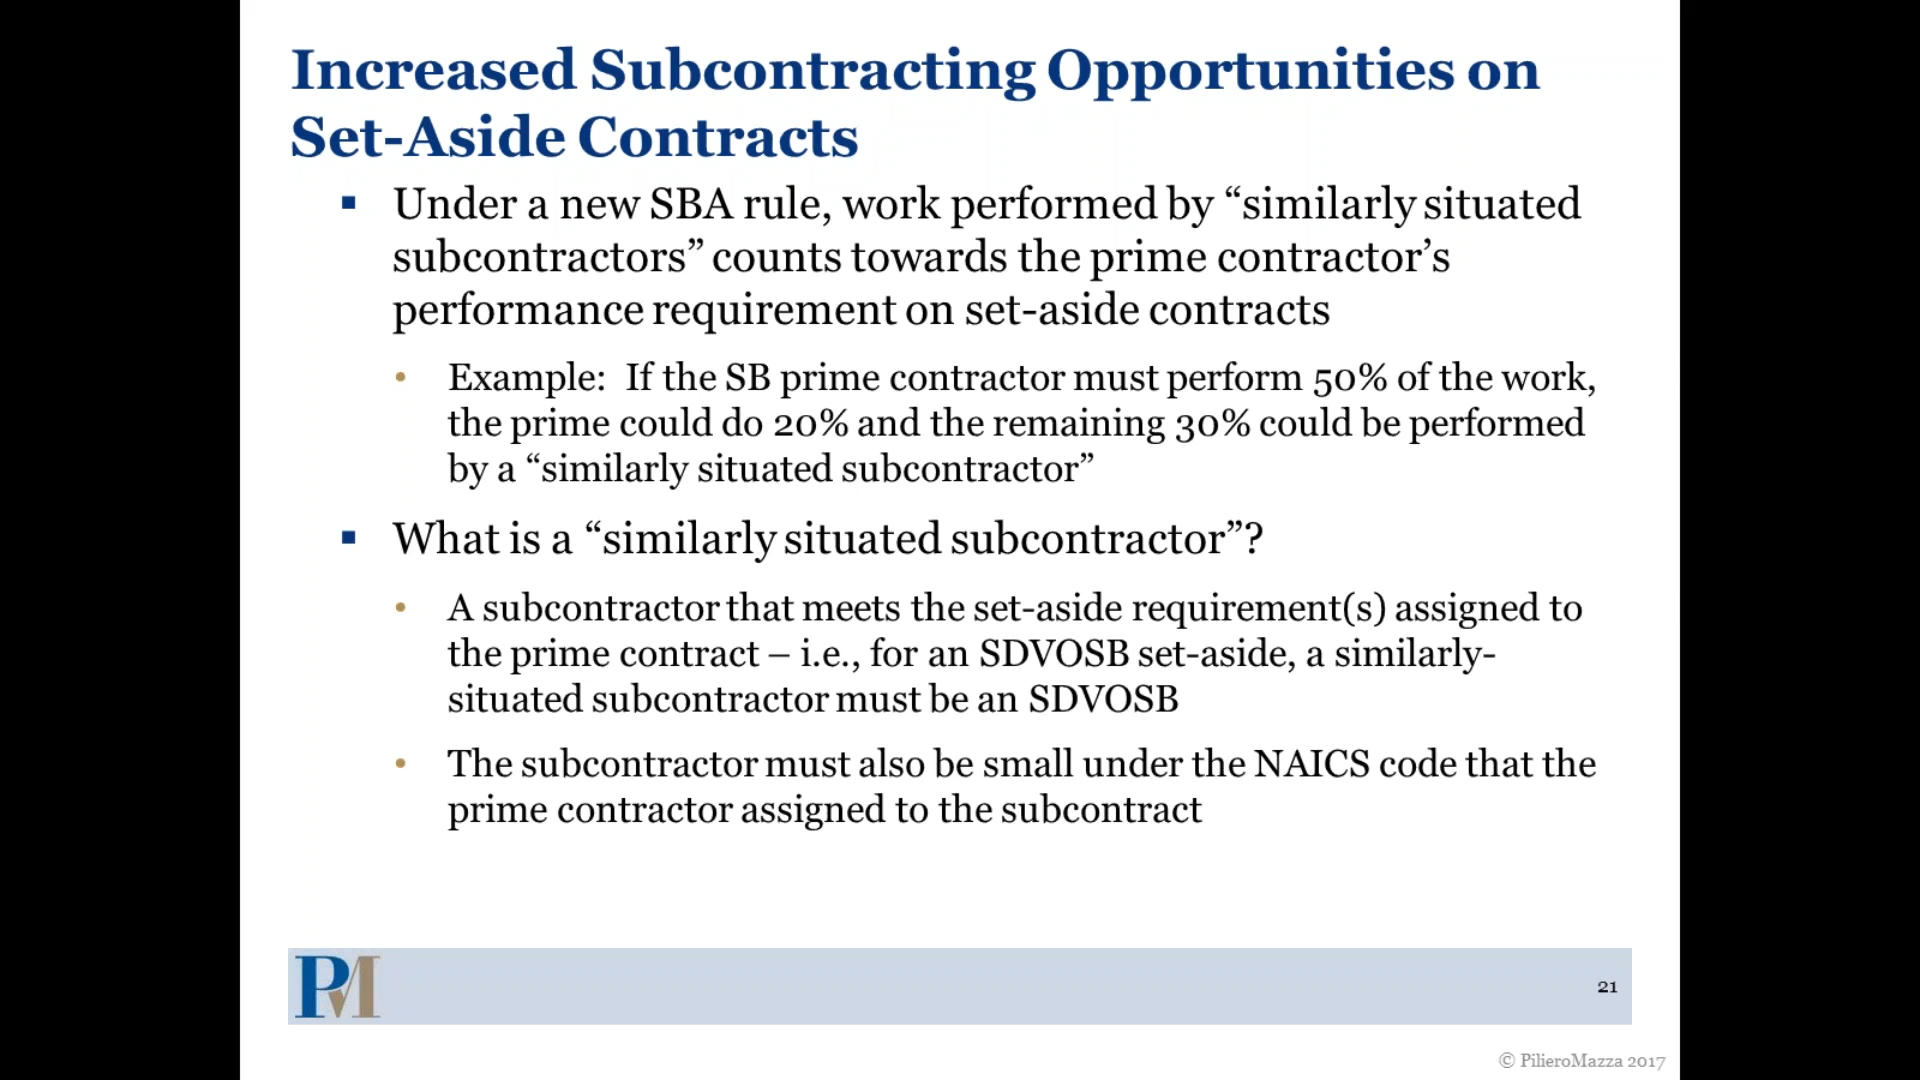 Increased Subcontracting Opportunities on
Set-Aside Contracts
▪ Under a new SBA rule, work performed by “similarly situated
subcontractors” counts towards the prime contractor’s
performance requirement on set-aside contracts
• Example: If the SB prime contractor must perform 50% of the work,
the prime could do 20% and the remaining 30% could be performed
by a “similarly situated subcontractor”
▪ What is a “similarly situated subcontractor”?
• A subcontractor that meets the set-aside requirement(s) assigned to
the prime contract – i.e., for an SDVOSB set-aside, a similarly-
situated subcontractor must be an SDVOSB
• The subcontractor must also be small under the NAICS code that the
prime contractor assigned to the subcontract
PM
21
© PilieroMazza 2017